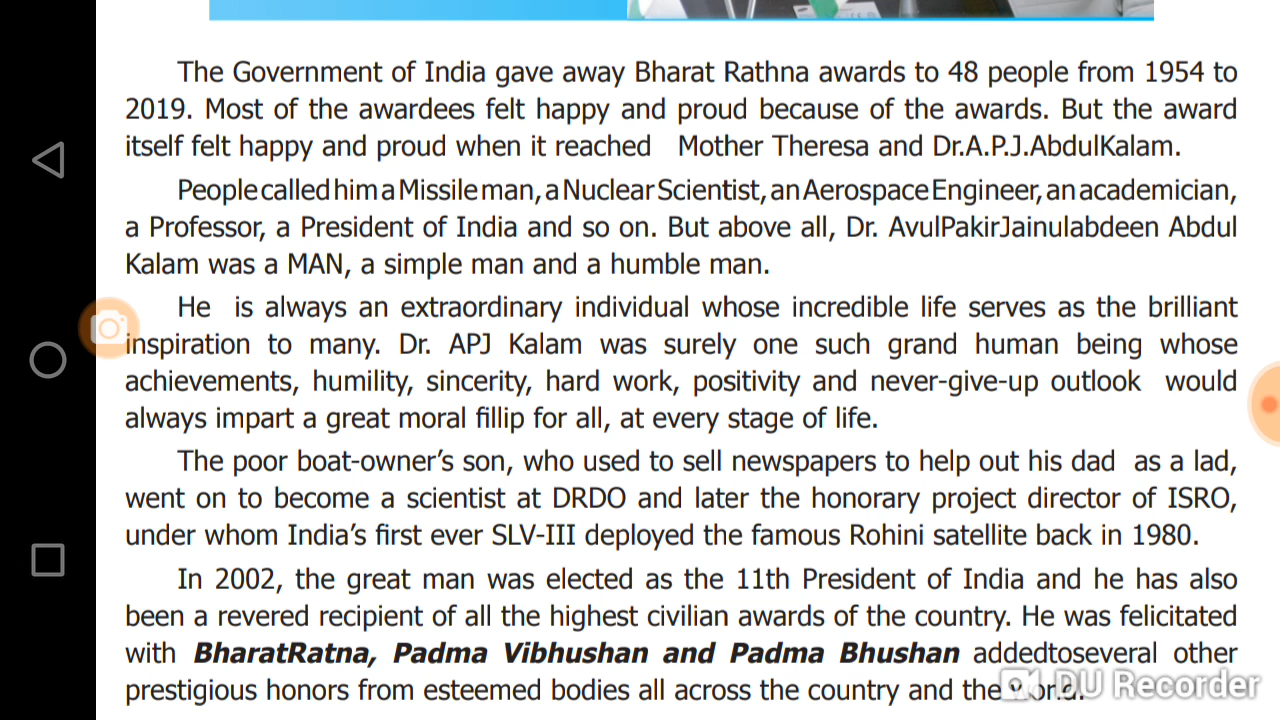 The Government of India gave away Bharat Rathna awards to 48 people from 1954 to
2019. Most of the awardees felt happy and proud because of the awards. But the award
itself felt happy and proud when it reached Mother Theresa and Dr.A.P.J.AbdulKalam.
People called him a Missile man, a Nuclear Scientist, an Aerospace Engineer, an academician,
a Professor, a President of India and so on. But above all, Dr. AvulPakirJainulabdeen Abdul
Kalam was a MAN, a simple man and a humble man.
He is always an extraordinary individual whose incredible life serves as the brilliant
inspiration to many. Dr. APJ Kalam was surely one such grand human being whose
achievements, humility, sincerity, hard work, positivity and never-give-up outlook would
always impart a great moral fillip for all, at every stage of life.
The poor boat-owner's son, who used to sell newspapers to help out his dad as a lad,
went on to become a scientist at DRDO and later the honorary project director of ISRO,
under whom India's first ever SLV-III deployed the famous Rohini satellite back in 1980.
In 2002, the great man was elected as the 11th President of India and he has also
been a revered recipient of all the highest civilian awards of the country. He was felicitated
with BharatRatna, Padma Vibhushan and Padma Bhushan addedtoseveral other
prestigious honors from esteemed bodies all across the country and the world.
DU Recorder